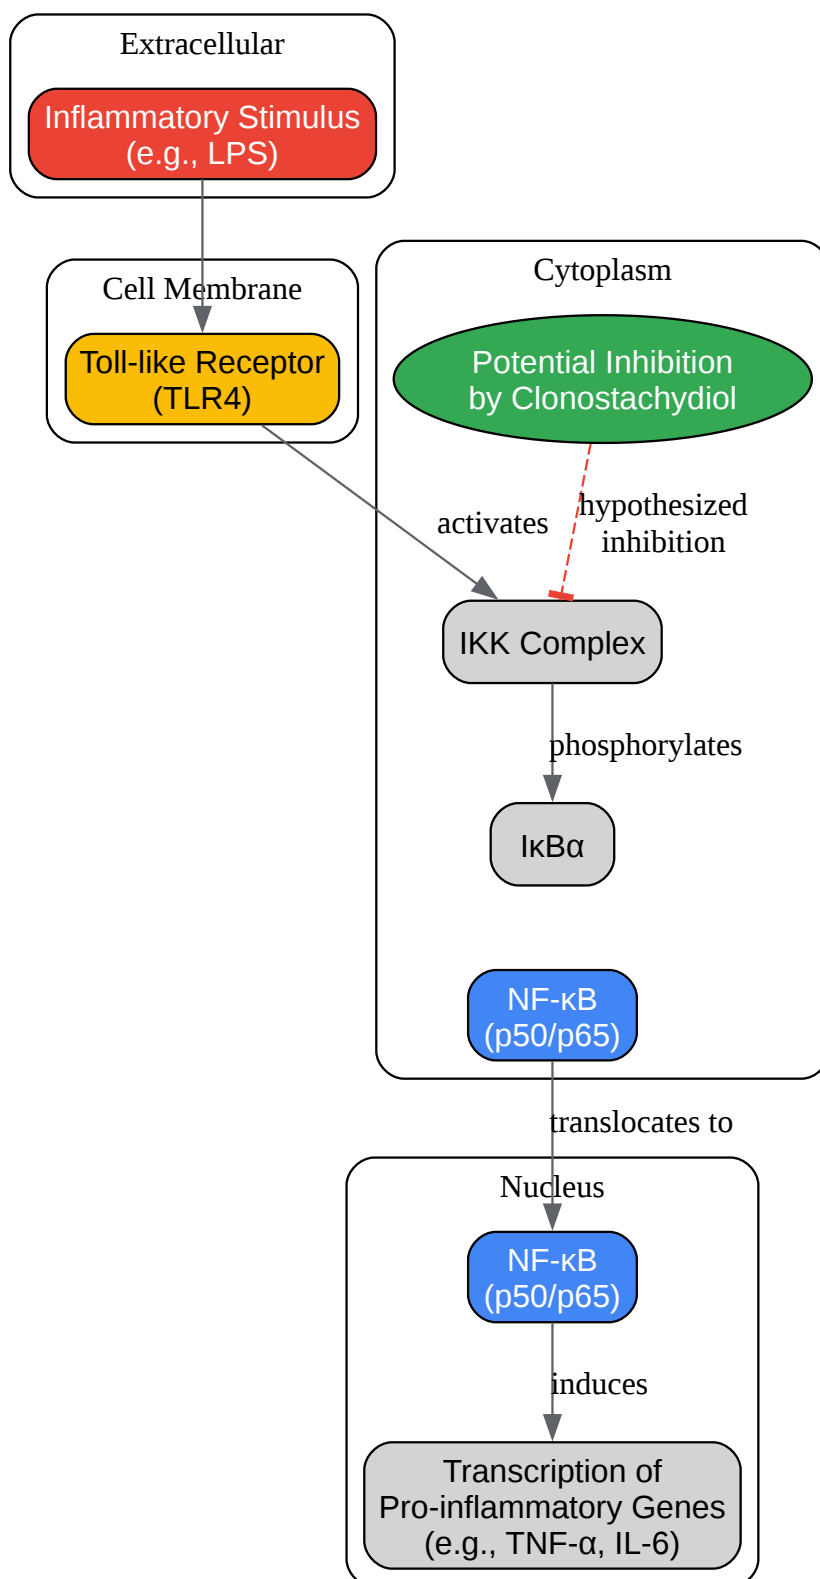 Extracellular
Inflammatory Stimulus
(e.g., LPS)
Cell Membrane
Toll-like Receptor
(TLR4)
Cytoplasm
Potential Inhibition
by Clonostachydiol
activates
hypothesized
inhibition
IKK Complex
phosphorylates
IκBα
NF-κB
(p50/p65)
translocates to
Nucleus
NF-κB
(p50/p65)
induces
Transcription of
Pro-inflammatory Genes
(e.g., TNF-α, IL-6)